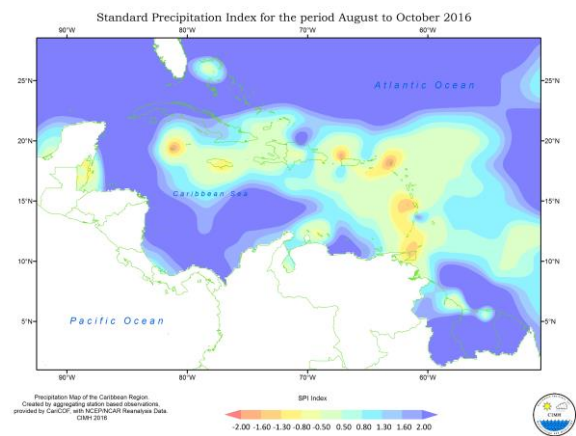 Standard Precipitation Index for the period August to October 2016
90°W 80°W 70°W 60°W
25°N 25°N
Atlantic Ocean
20°N 20°N
Caribbean Sea
15°N 15°N
10°N 10°N
Pacific Ocean
5°N 5°N
90°W 80°W 70°W 60°W
Precipitation Map of the Caribbean Region.
Created by aggregating station based observations,
provided by CariCOF, with NCEP/NCAR Reanalysis Data.
CIMH 2016
SPI Index
-2.00 -1.60 -1.30 -0.80 -0.50 0.50 0.80 1.30 1.60 2.00
CIMH